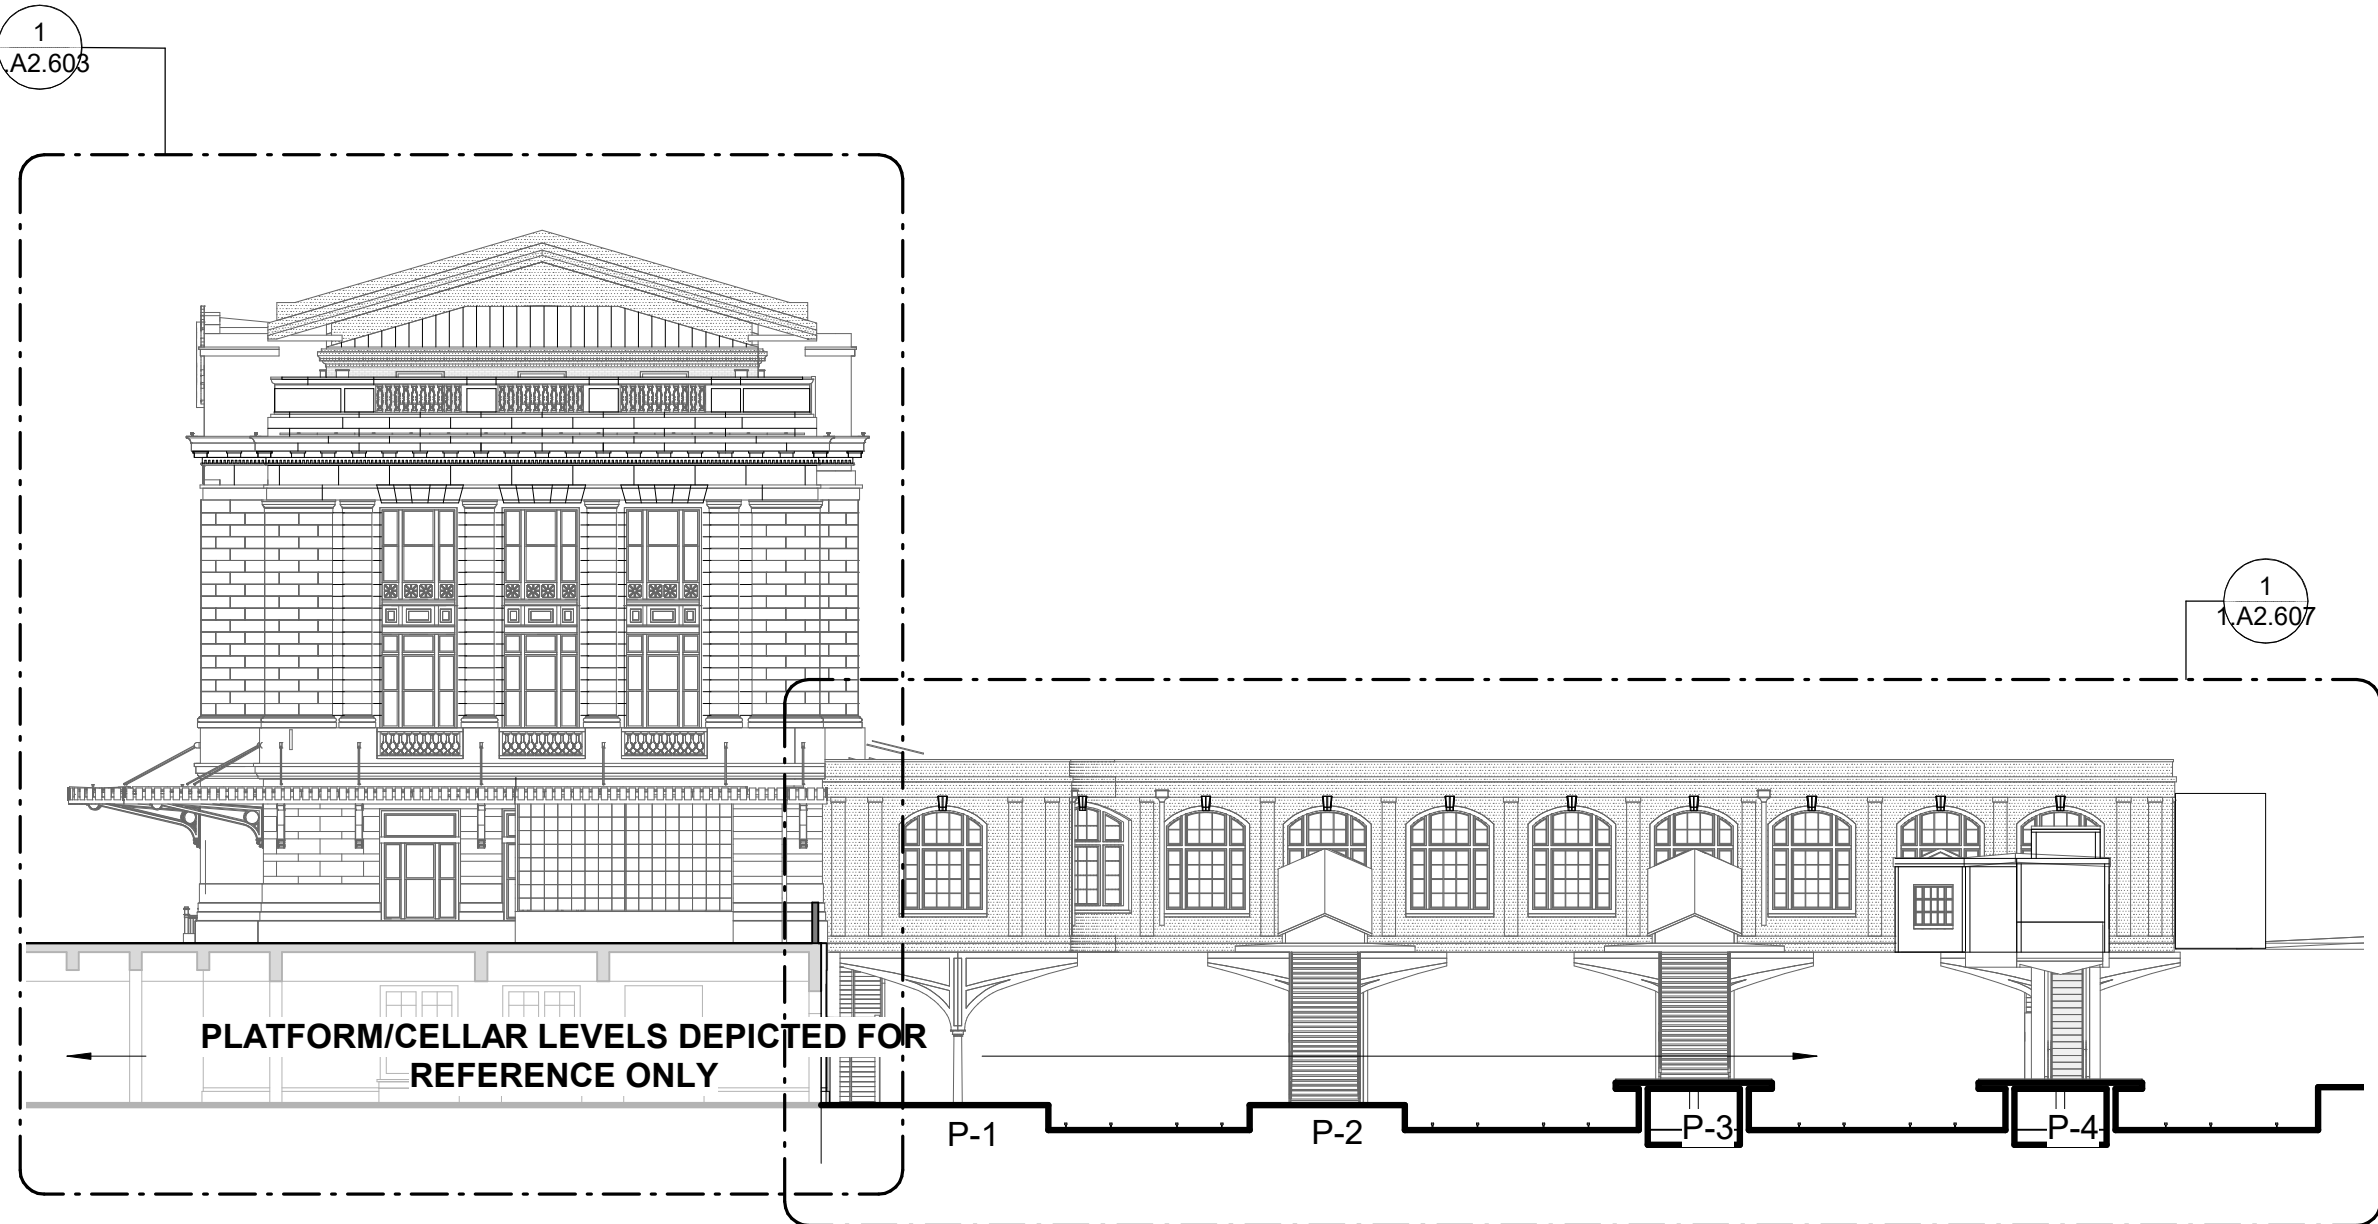 1
.A2.603
1
1.A2.607
PLATFORM/CELLAR LEVELS DEPICTED FOR
REFERENCE ONLY
P-1
P-2
P-3
P-4